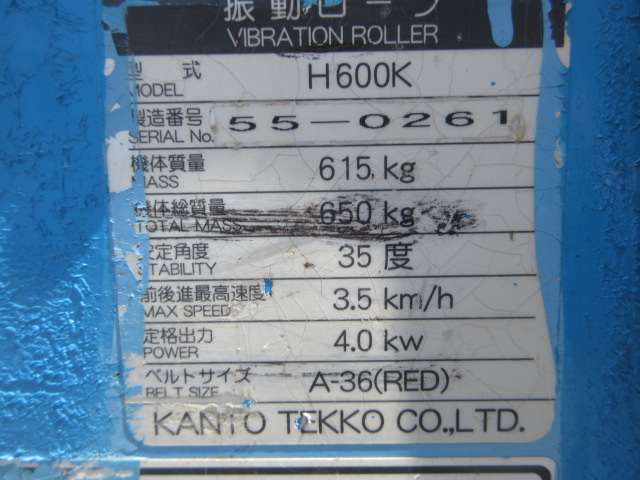 振動ローラ
VIBRATION ROLLER
型 式 H600K
MODEL
製造番号 55-0261
SERIAL No.
機体質量 615 kg
MASS
機体総質量 650 kg
TOTAL MASS
安定角度 35 度
STABILITY
前後進最高速度 3.5 km/h
MAX SPEED
定格出力 4.0 kw
POWER
ベルトサイズ A-36(RED)
BELT SIZE
KANTO TEKKO CO.,LTD.